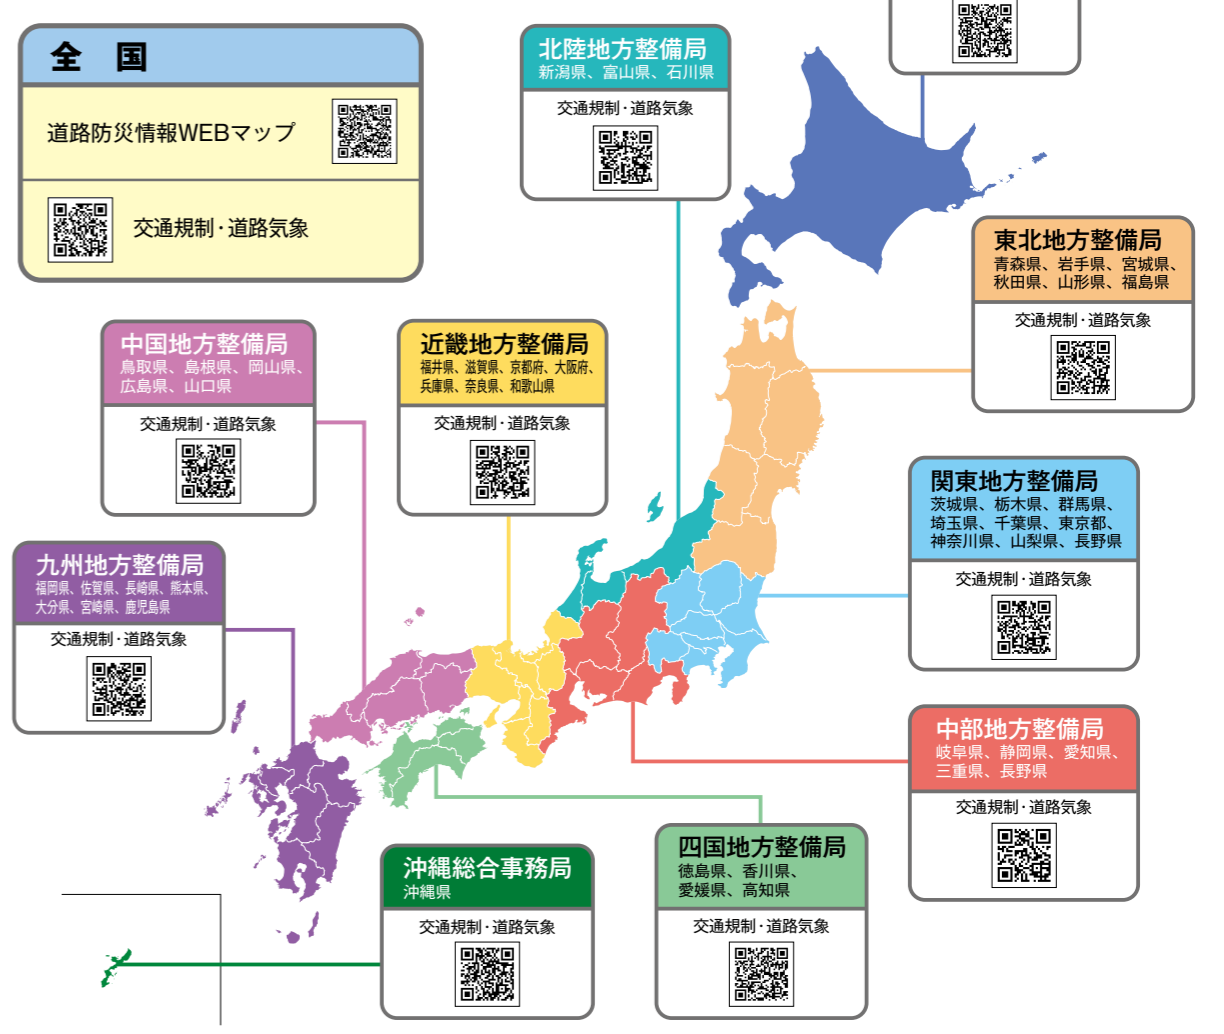 全 国
道路防災情報WEBマップ
交通規制・道路気象
北陸地方整備局
新潟県、富山県、石川県
交通規制・道路気象
東北地方整備局
青森県、岩手県、宮城県、
秋田県、山形県、福島県
交通規制・道路気象
中国地方整備局
鳥取県、島根県、岡山県、
広島県、山口県
交通規制・道路気象
近畿地方整備局
福井県、滋賀県、京都府、大阪府、
兵庫県、奈良県、和歌山県
交通規制・道路気象
関東地方整備局
茨城県、栃木県、群馬県、
埼玉県、千葉県、東京都、
神奈川県、山梨県、長野県
交通規制・道路気象
九州地方整備局
福岡県、佐賀県、長崎県、熊本県、
大分県、宮崎県、鹿児島県
交通規制・道路気象
中部地方整備局
岐阜県、静岡県、愛知県、
三重県、長野県
交通規制・道路気象
四国地方整備局
徳島県、香川県、
愛媛県、高知県
交通規制・道路気象
沖縄総合事務局
沖縄県
交通規制・道路気象